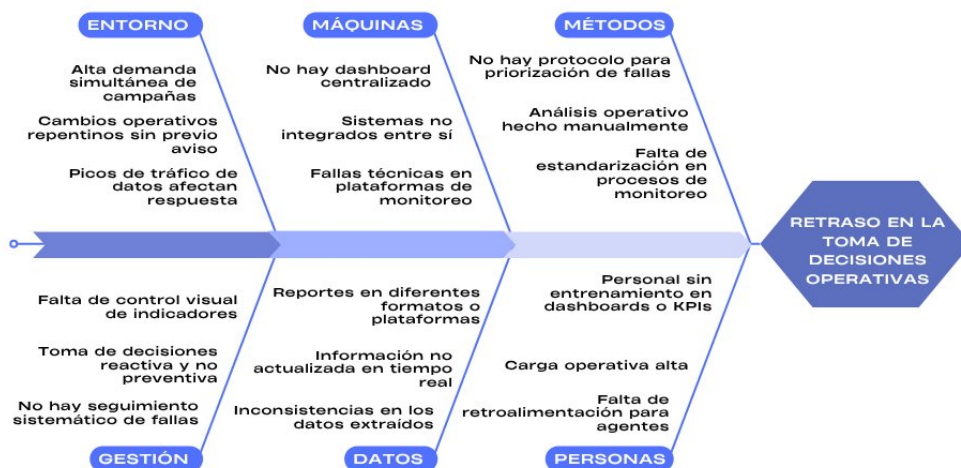 ENTORNO
Alta demanda
simultánea de
campañas
Cambios operativos
repentinos sin previo
aviso
Picos de tráfico de
datos afectan
respuesta
MÁQUINAS
No hay dashboard
centralizado
Sistemas no
integrados entre sí
Fallas técnicas en
plataformas de
monitoreo
MÉTODOS
No hay protocolo para
priorización de fallas
Análisis operativo
hecho manualmente
Falta de
estandarización en
procesos de
monitoreo
RETRASO EN LA
TOMA DE
DECISIONES
OPERATIVAS
Falta de control visual
de indicadores
Toma de decisiones
reactiva y no
preventiva
No hay seguimiento
sistemático de fallas
GESTIÓN
Reportes en diferentes
formatos o
plataformas
Información no
actualizada en tiempo
real
Inconsistencias en los
datos extraídos
DATOS
Personal sin
entrenamiento en
dashboards o KPIs
Carga operativa alta
Falta de
retroalimentación para
agentes
PERSONAS